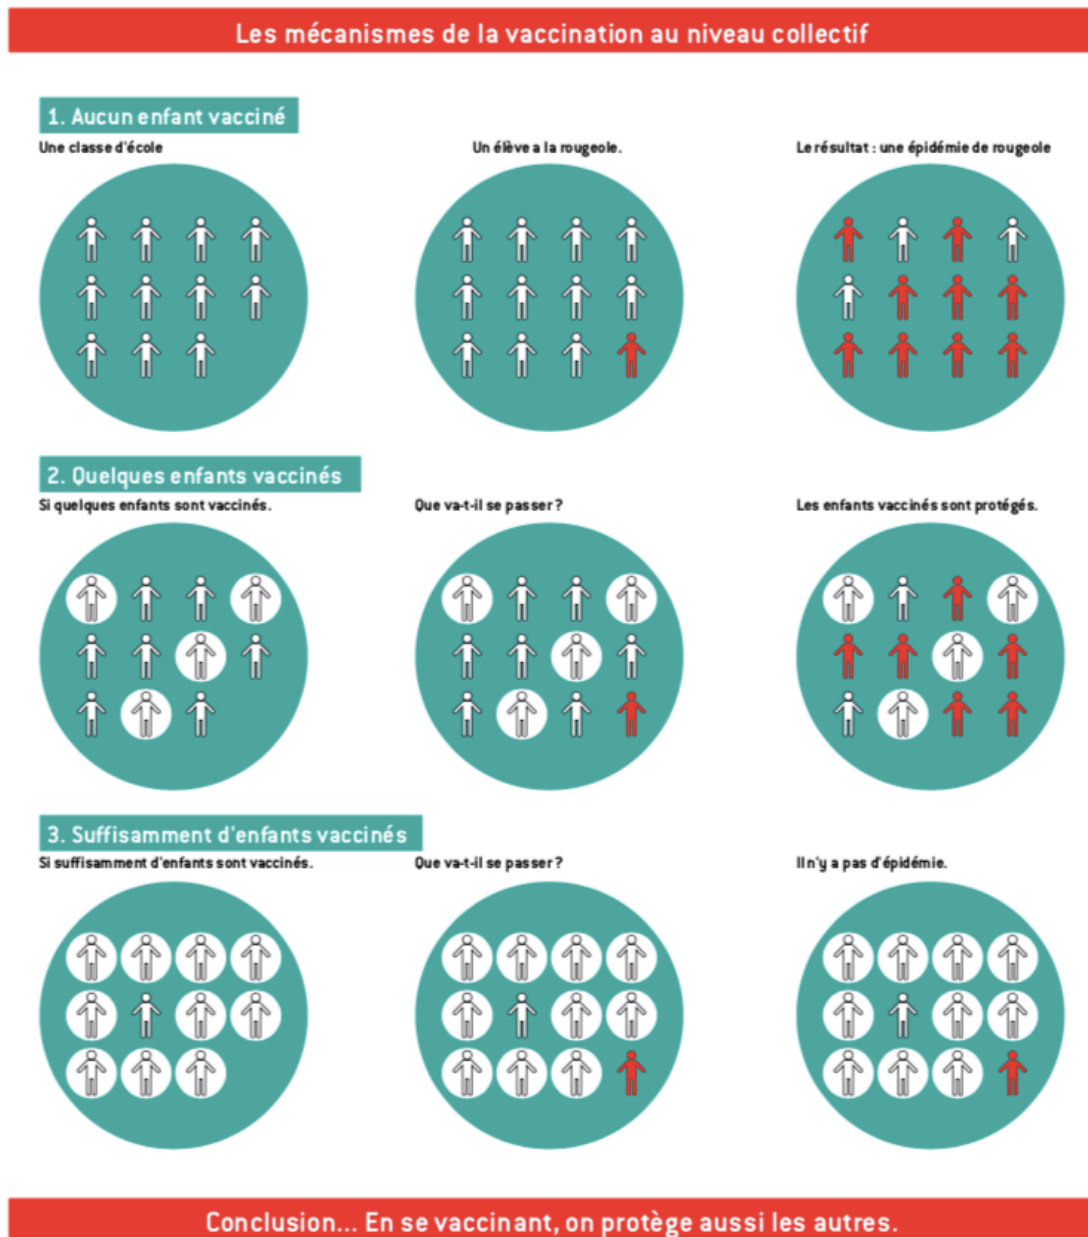 Les mécanismes de la vaccination au niveau collectif
1. Aucun enfant vacciné
Une classe d'école
Un élève a la rougeole.
Le résultat : une épidémie de rougeole
2. Quelques enfants vaccinés
Si quelques enfants sont vaccinés.
Que va-t-il se passer ?
Les enfants vaccinés sont protégés.
3. Suffisamment d'enfants vaccinés
Si suffisamment d'enfants sont vaccinés.
Que va-t-il se passer ?
Il n'y a pas d'épidémie.
Conclusion... En se vaccinant, on protège aussi les autres.